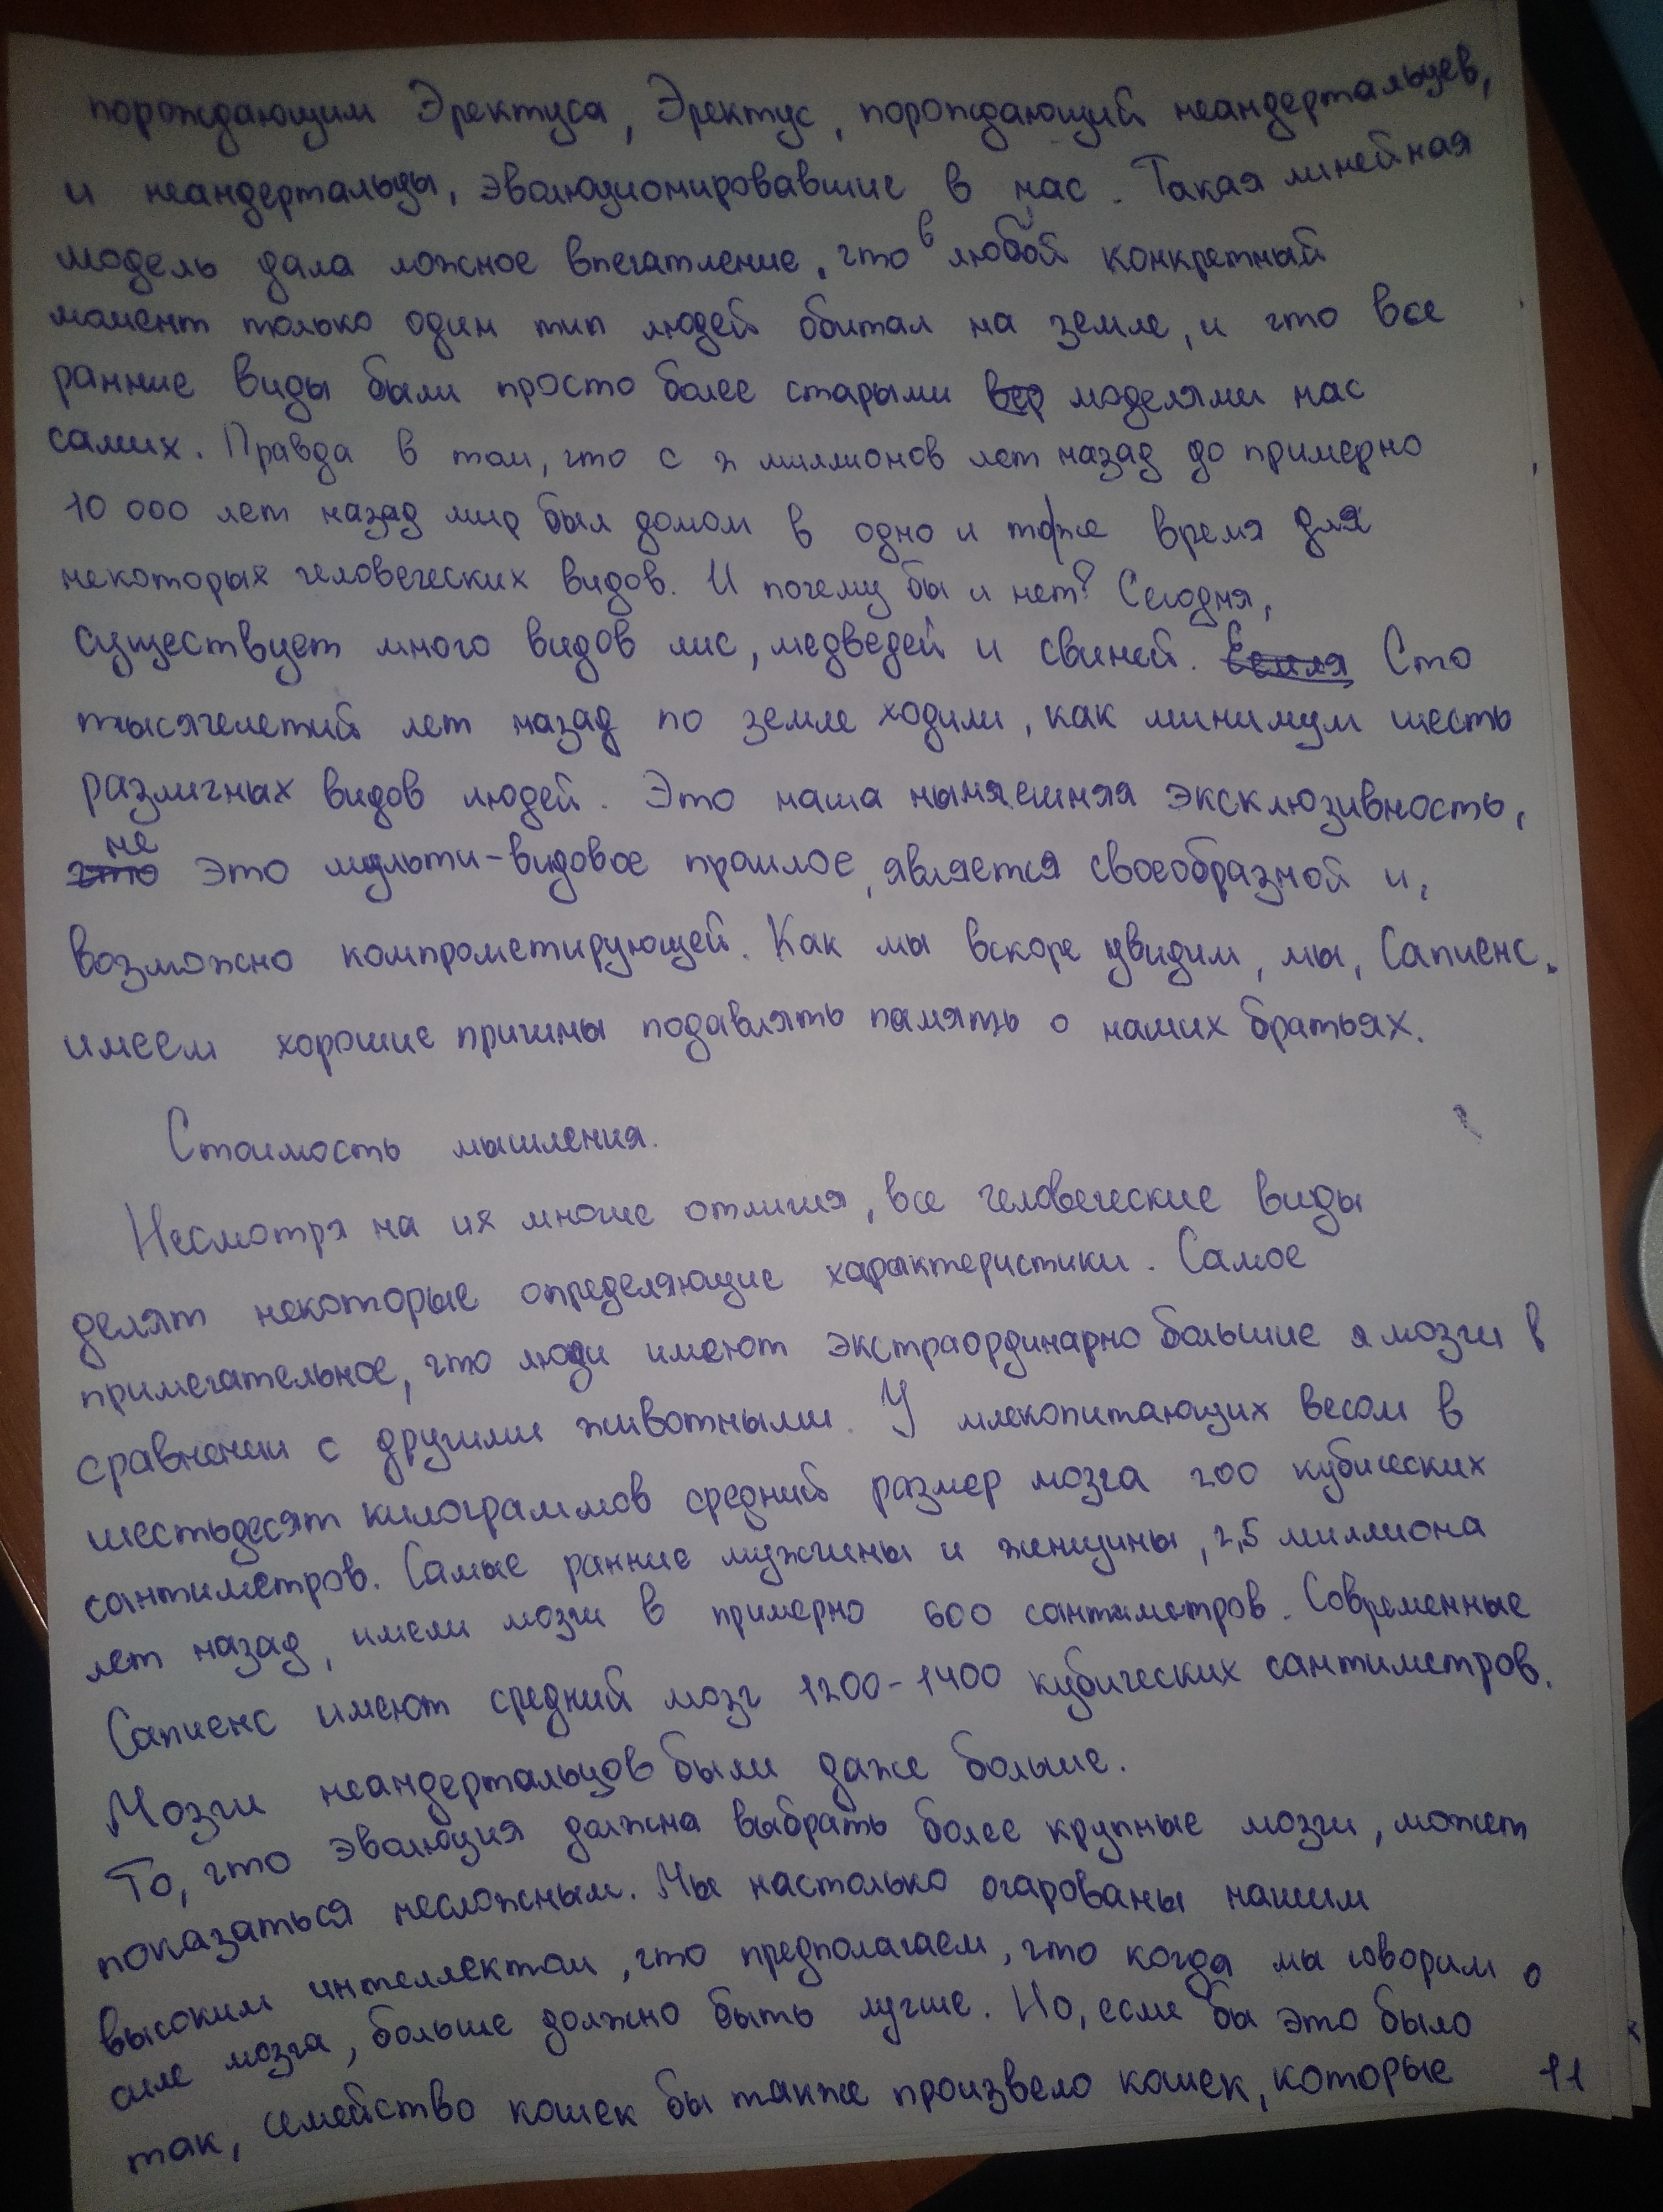 порождающим Эректуса, Эректус, порождающий неандертальцев,
и неандертальцы, эволюционировавшие в нас. Такая линейная
модель дала ложное впечатление, что в любой конкретный
момент только один тип людей обитал на земле, и что все
ранние виды были просто более старыми моделями нас
самих. Правда в том, что с 2 миллионов лет назад до примерно
10 000 лет назад мир был домом в одно и тоже время для
некоторых человеческих видов. И почему бы и нет? Сегодня,
существует много видов лис, медведей и свиней. Сто
тысячелетий лет назад по земле ходили, как минимум шесть
различных видов людей. Это наша ныняешняя эксклюзивность,
не это мульти-видовое прошлое, является своеобразной и,
возможно компрометирующей. Как мы вскоре увидим, мы, Сапиенс,
имеем хорошие причины подавлять память о наших братьях.
Стоимость мышления.
Несмотря на их многие отличия, все человеческие виды
делят некоторые определяющие характеристики. Самое
примечательное, что люди имеют экстраординарно большие я мозги в
сравнении с другими животными. У млекопитающих весом в
шестьдесят килограммов средний размер мозга 200 кубических
сантиметров. Самые ранние мужчины и женщины, 2,5 миллиона
лет назад, имели мозги в примерно 600 сантиметров. Современные
Сапиенс имеют средний мозг 1200-1400 кубических сантиметров.
Мозги неандертальцов были даже больше.
То, что эволюция должна выбрать более крупные мозги, может
показаться несложным. Мы настолько очарованы нашим
высоким интеллектом, что предполагаем, что когда мы говорим о
силе мозга, больше должно быть лучше. Но, если бы это было
так, семейство кошек бы также произвело кошек, которые
11